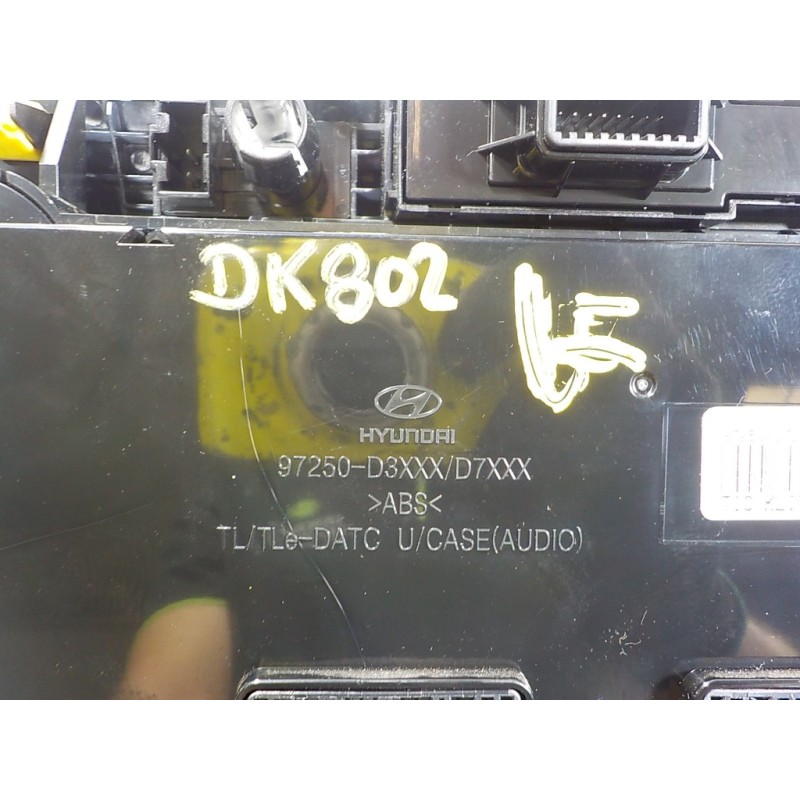 DK802
HYUNDAI
97250-D3XXX/D7XXX
>ABS<
TL/TLe-DATC U/CASE(AUDIO)